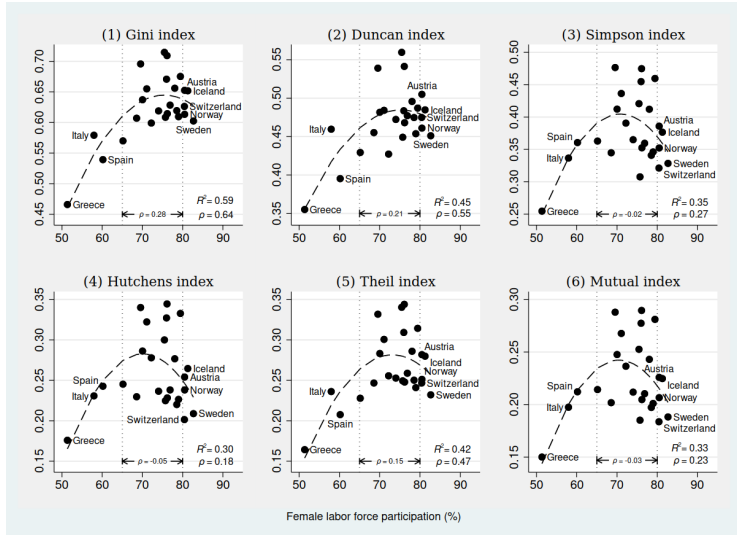 (1) Gini index
0.70
0.65
0.60
0.55
0.50
0.45
Austria
Iceland
Switzerland
Norway
Sweden
Italy
Spain
Greece
R²= 0.59
ρ = 0.28
ρ = 0.64
50 60 70 80 90
(2) Duncan index
0.55
0.50
0.45
0.40
0.35
Austria
Iceland
Switzerland
Norway
Sweden
Italy
Spain
Greece
R²= 0.45
ρ = 0.21
ρ = 0.55
50 60 70 80 90
(3) Simpson index
0.50
0.45
0.40
0.35
0.30
0.25
Austria
Iceland
Spain
Norway
Italy
Sweden
Switzerland
Greece
R²= 0.35
ρ = -0.02
ρ = 0.27
50 60 70 80 90
(4) Hutchens index
0.35
0.30
0.25
0.20
0.15
Iceland
Austria
Spain
Norway
Italy
Sweden
Switzerland
Greece
R²= 0.30
ρ = -0.05
ρ = 0.18
50 60 70 80 90
(5) Theil index
0.35
0.30
0.25
0.20
0.15
Austria
Iceland
Norway
Switzerland
Italy
Sweden
Spain
Greece
R²= 0.42
ρ = 0.15
ρ = 0.47
50 60 70 80 90
(6) Mutual index
0.30
0.25
0.20
0.15
Austria
Iceland
Spain
Norway
Italy
Sweden
Switzerland
Greece
R²= 0.33
ρ = -0.03
ρ = 0.23
50 60 70 80 90
Female labor force participation (%)